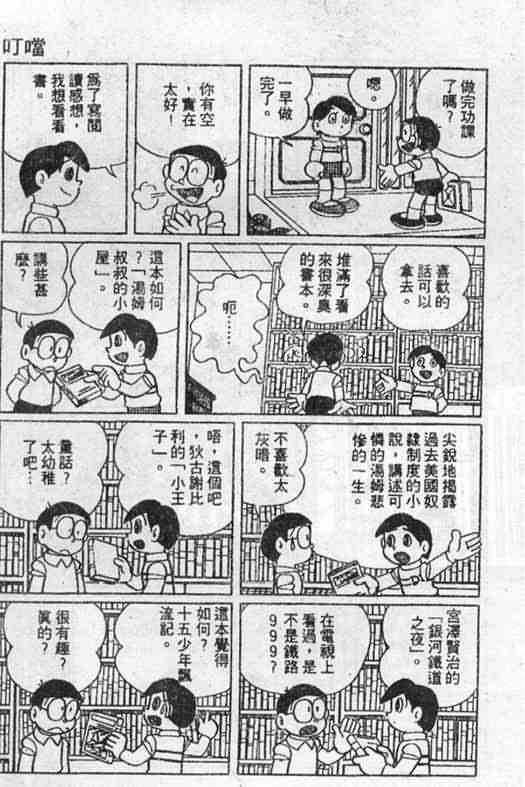 叮噹
做完功課
了嗎?
嗯。
一早做
完了。
你有空
,實在
太好!
爲了寫閱
讀感想,
我想看看
書。
喜歡的
話可以
拿去。
堆滿了看
來很深奧
的書本。
呃……
這本如何
?「湯姆
叔叔的小
屋」。
講些甚
麼?
尖銳地揭露
過去美國奴
隸制度的小
說,講述可
憐的湯姆悲
慘的一生。
不喜歡太
灰暗。
唔,這個吧
,狄古謝比
利的「小王
子」。
童話?
太幼稚
了吧…
宮澤賢治的
「銀河鐵道
之夜」。
在電視上
看過,是
不是鐵路
999?
這本覺得
如何?
十五少年飄
流記。
很有趣?
眞的?